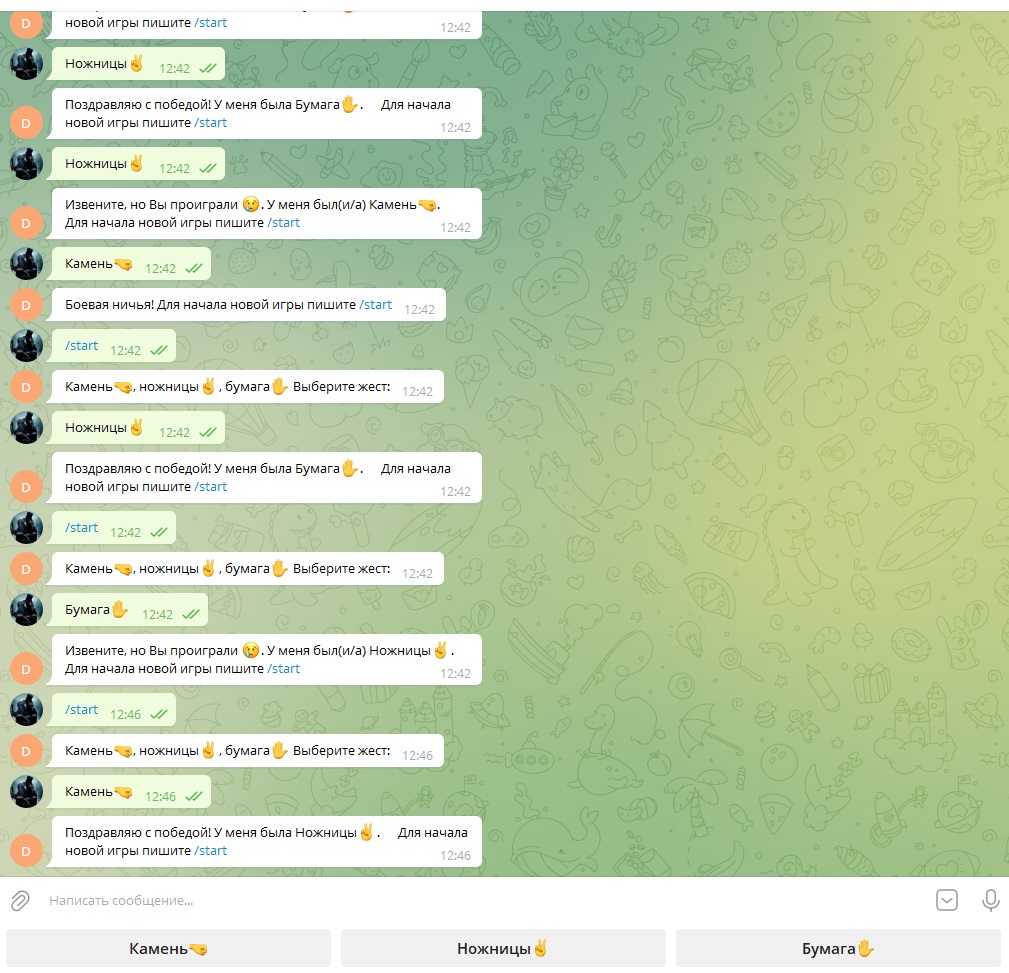 новой игры пишите /start
12:42
D
Ножницы✌ 12:42
Поздравляю с победой! У меня была Бумага✋. Для начала
новой игры пишите /start
12:42
D
Ножницы✌ 12:42
Извените, но Вы проиграли 😢. У меня был(и/а) Камень🤜.
Для начала новой игры пишите /start
12:42
D
Камень🤜 12:42
D
Боевая ничья! Для начала новой игры пишите /start 12:42
/start 12:42
D
Камень🤜, ножницы✌, бумага✋ Выберите жест: 12:42
Ножницы✌ 12:42
Поздравляю с победой! У меня была Бумага✋. Для начала
новой игры пишите /start
12:42
D
/start 12:42
D
Камень🤜, ножницы✌, бумага✋ Выберите жест: 12:42
Бумага✋ 12:42
Извените, но Вы проиграли 😢. У меня был(и/а) Ножницы✌.
Для начала новой игры пишите /start
12:42
D
/start 12:46
D
Камень🤜, ножницы✌, бумага✋ Выберите жест: 12:46
Камень🤜 12:46
Поздравляю с победой! У меня была Ножницы✌. Для начала
новой игры пишите /start
12:46
D
Написать сообщение...
Камень🤜
Ножницы✌
Бумага✋